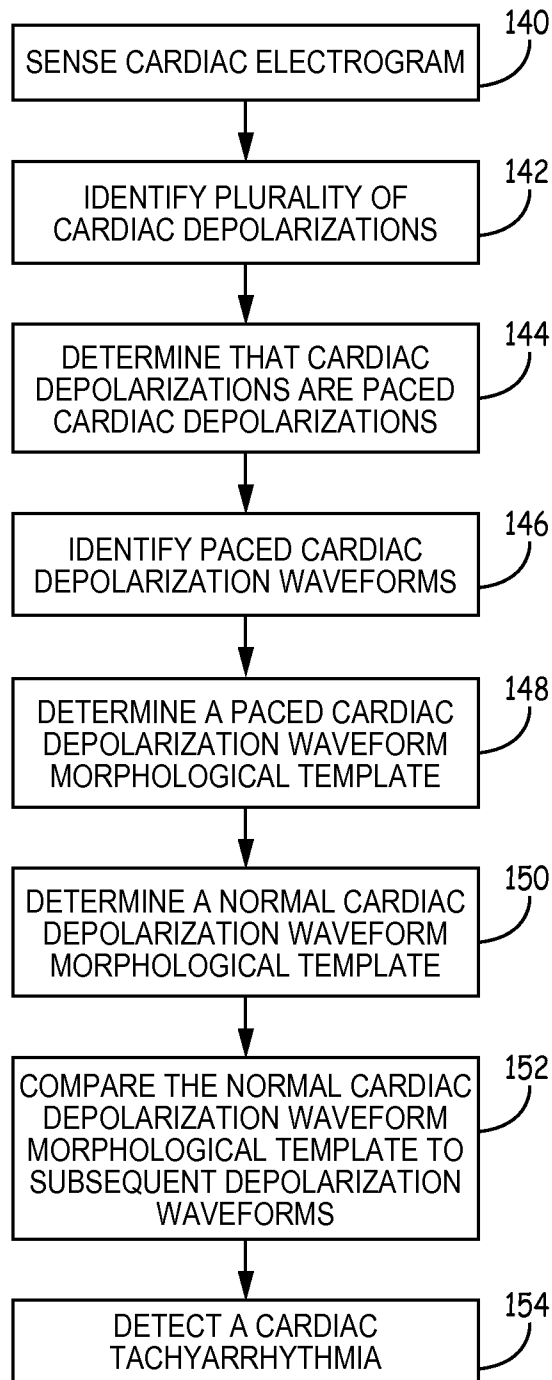 140
SENSE CARDIAC ELECTROGRAM
142
IDENTIFY PLURALITY OF
CARDIAC DEPOLARIZATIONS
144
DETERMINE THAT CARDIAC
DEPOLARIZATIONS ARE PACED
CARDIAC DEPOLARIZATIONS
146
IDENTIFY PACED CARDIAC
DEPOLARIZATION WAVEFORMS
148
DETERMINE A PACED CARDIAC
DEPOLARIZATION WAVEFORM
MORPHOLOGICAL TEMPLATE
150
DETERMINE A NORMAL CARDIAC
DEPOLARIZATION WAVEFORM
MORPHOLOGICAL TEMPLATE
152
COMPARE THE NORMAL CARDIAC
DEPOLARIZATION WAVEFORM
MORPHOLOGICAL TEMPLATE TO
SUBSEQUENT DEPOLARIZATION
WAVEFORMS
154
DETECT A CARDIAC
TACHYARRHYTHMIA